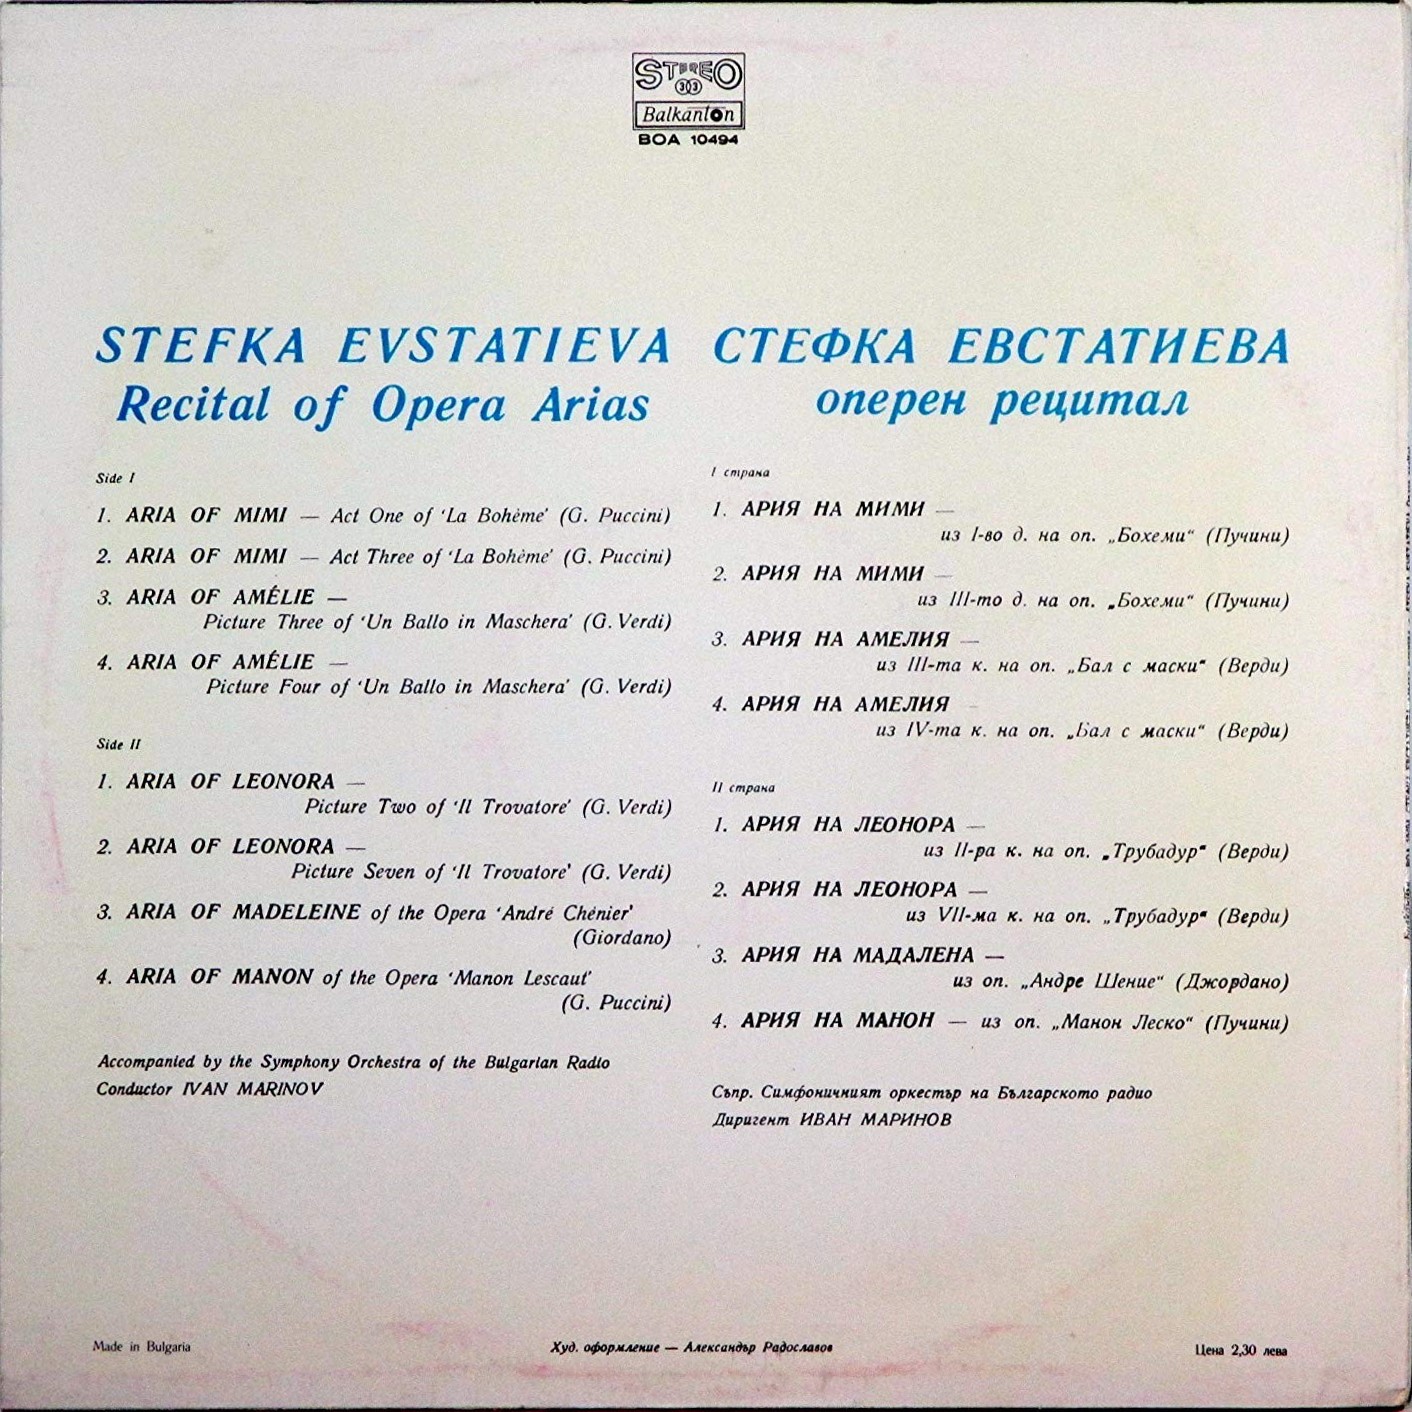 STEREO
33
Balkanton
BOA 10494
STEFKA EVSTATIEVA
Recital of Opera Arias
Side I
1. ARIA OF MIMI — Act One of ‘La Bohème’ (G. Puccini)
2. ARIA OF MIMI — Act Three of ‘La Bohème’ (G. Puccini)
3. ARIA OF AMÉLIE —
Picture Three of ‘Un Ballo in Maschera’ (G. Verdi)
4. ARIA OF AMÉLIE —
Picture Four of ‘Un Ballo in Maschera’ (G. Verdi)
Side II
1. ARIA OF LEONORA —
Picture Two of ‘Il Trovatore’ (G. Verdi)
2. ARIA OF LEONORA —
Picture Seven of ‘Il Trovatore’ (G. Verdi)
3. ARIA OF MADELEINE of the Opera ‘André Chénier’
(Giordano)
4. ARIA OF MANON of the Opera ‘Manon Lescaut’
(G. Puccini)
Accompanied by the Symphony Orchestra of the Bulgarian Radio
Conductor IVAN MARINOV
СТЕФКА ЕВСТАТИЕВА
оперен рецитал
I страна
1. АРИЯ НА МИМИ —
из I-во д. на оп. „Бохеми“ (Пучини)
2. АРИЯ НА МИМИ —
из III-то д. на оп. „Бохеми“ (Пучини)
3. АРИЯ НА АМЕЛИЯ —
из III-та к. на оп. „Бал с маски“ (Верди)
4. АРИЯ НА АМЕЛИЯ —
из IV-та к. на оп. „Бал с маски“ (Верди)
II страна
1. АРИЯ НА ЛЕОНОРА —
из II-ра к. на оп. „Трубадур“ (Верди)
2. АРИЯ НА ЛЕОНОРА —
из VII-ма к. на оп. „Трубадур“ (Верди)
3. АРИЯ НА МАДАЛЕНА —
из оп. „Андре Шение“ (Джордано)
4. АРИЯ НА МАНОН — из оп. „Манон Леско“ (Пучини)
Съпр. Симфоничният оркестър на Българското радио
Диригент ИВАН МАРИНОВ
Made in Bulgaria
Худ. оформление — Александър Радославов
Цена 2,30 лева